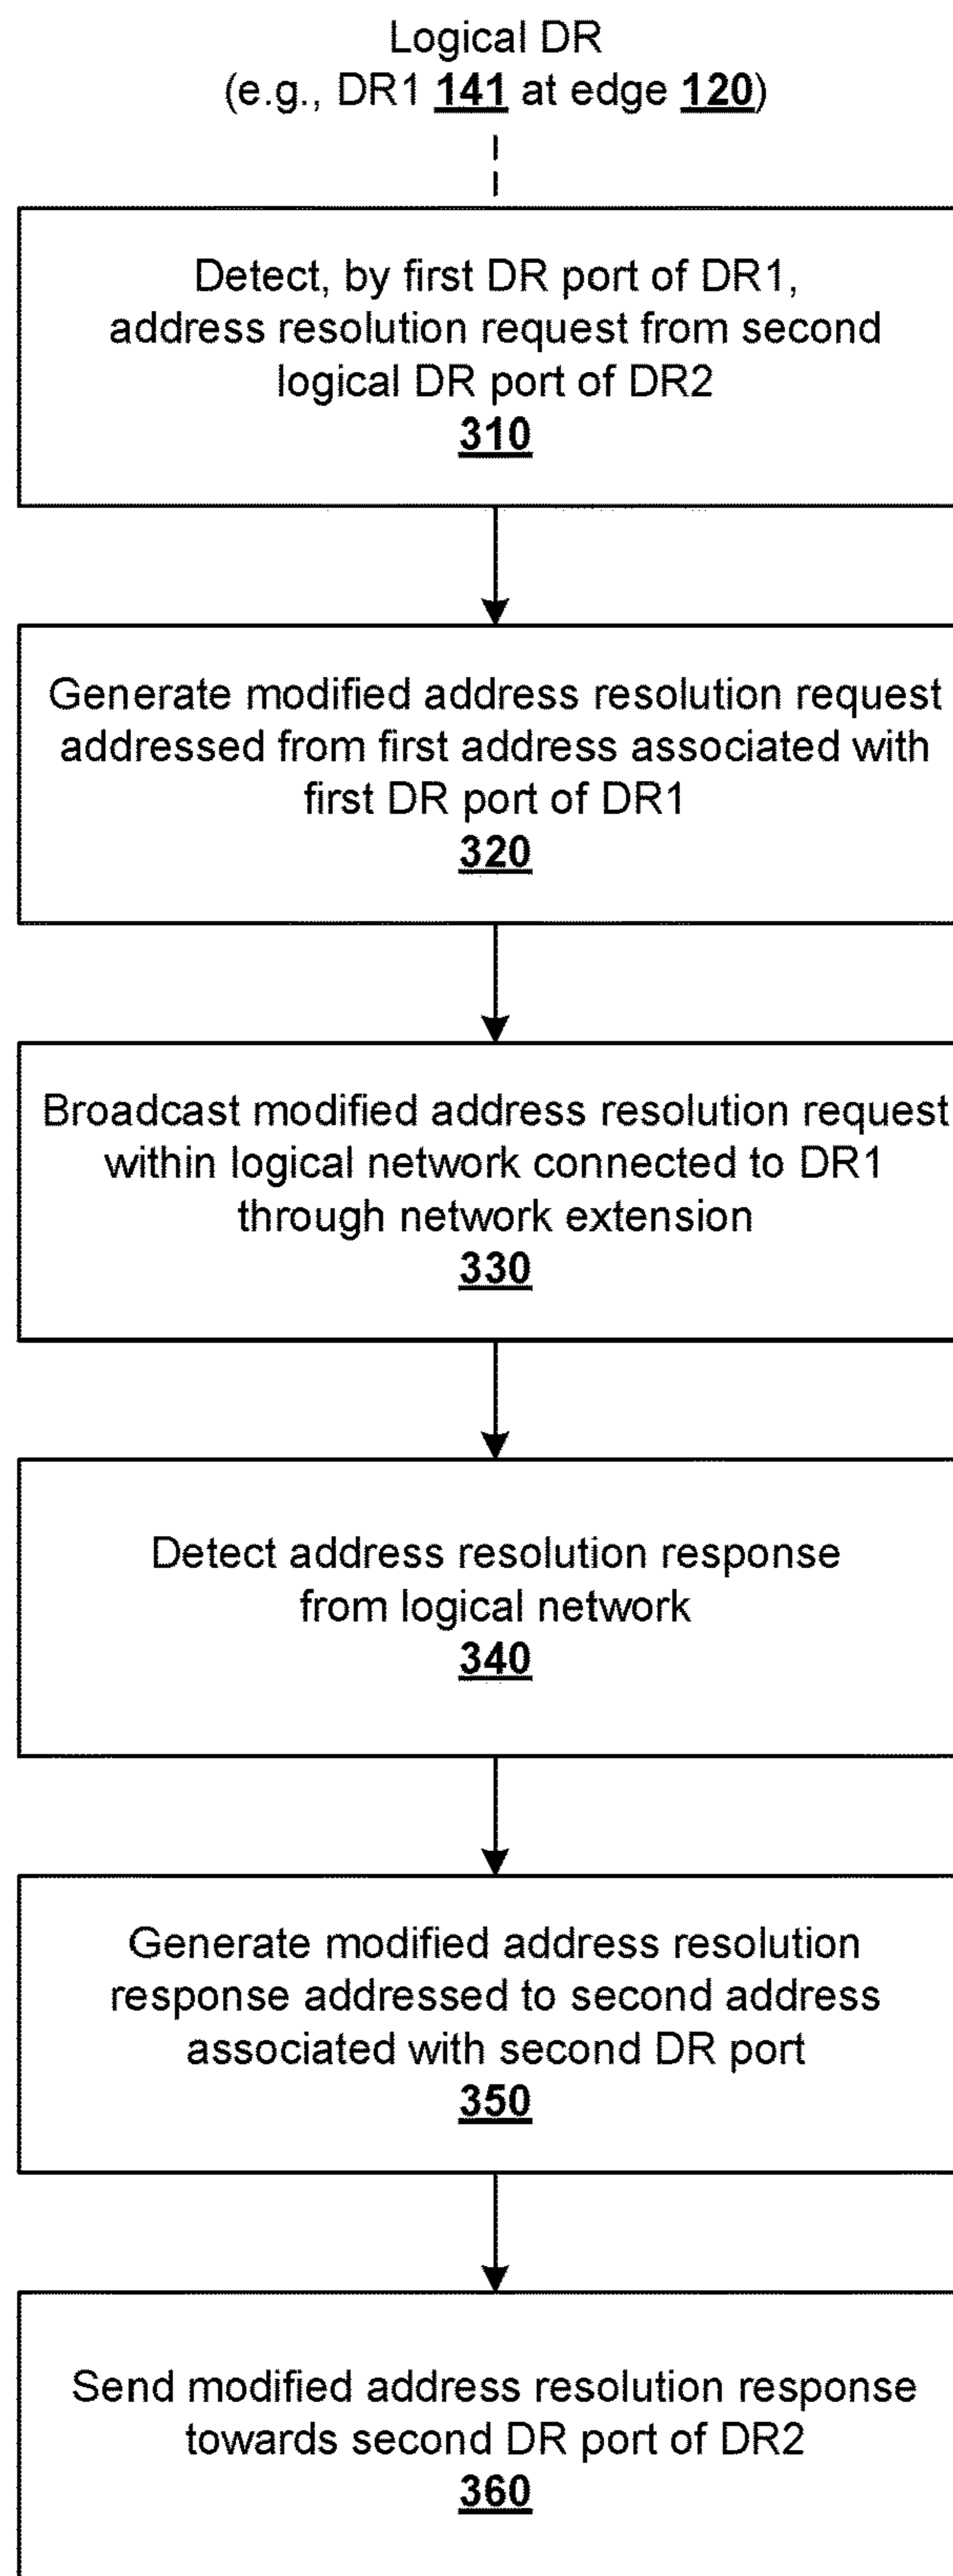 Logical DR
(e.g., DR1 141 at edge 120)
Detect, by first DR port of DR1,
address resolution request from second
logical DR port of DR2
310
Generate modified address resolution request
addressed from first address associated with
first DR port of DR1
320
Broadcast modified address resolution request
within logical network connected to DR1
through network extension
330
Detect address resolution response
from logical network
340
Generate modified address resolution
response addressed to second address
associated with second DR port
350
Send modified address resolution response
towards second DR port of DR2
360